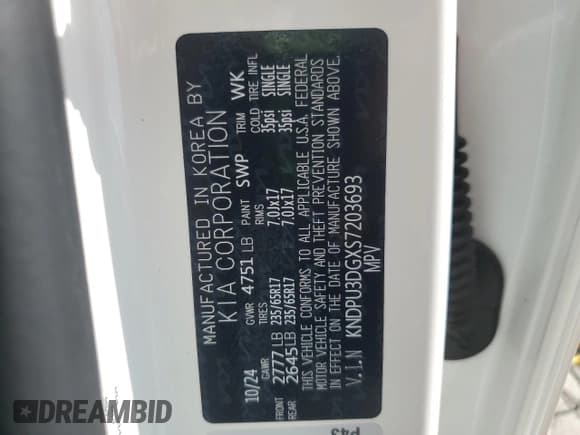 MANUFACTURED IN KOREA BY
KIA CORPORATION
10/24 GVWR 4751 LB PAINT SWP TRIM WK
GAWR TIRES RIMS COLD TIRE INFL
FRONT 2777 LB 235/65R17 7.0Jx17 35psi SINGLE
REAR 2645 LB 235/65R17 7.0Jx17 35psi SINGLE
THIS VEHICLE CONFORMS TO ALL APPLICABLE U.S.A. FEDERAL
MOTOR VEHICLE SAFETY AND THEFT PREVENTION STANDARDS
IN EFFECT ON THE DATE OF MANUFACTURE SHOWN ABOVE.
V.I.N KNDPU3DGXS7203693
MPV
P43
DREAMBID